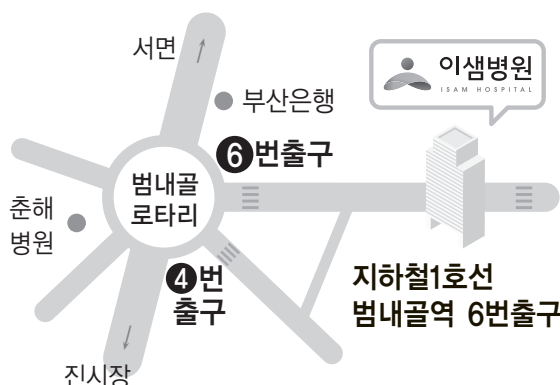 서면
이샘병원
ISAM HOSPITAL
부산은행
6번출구
범내골
로타리
춘해
병원
4번
출구
지하철1호선
범내골역 6번출구
진시장